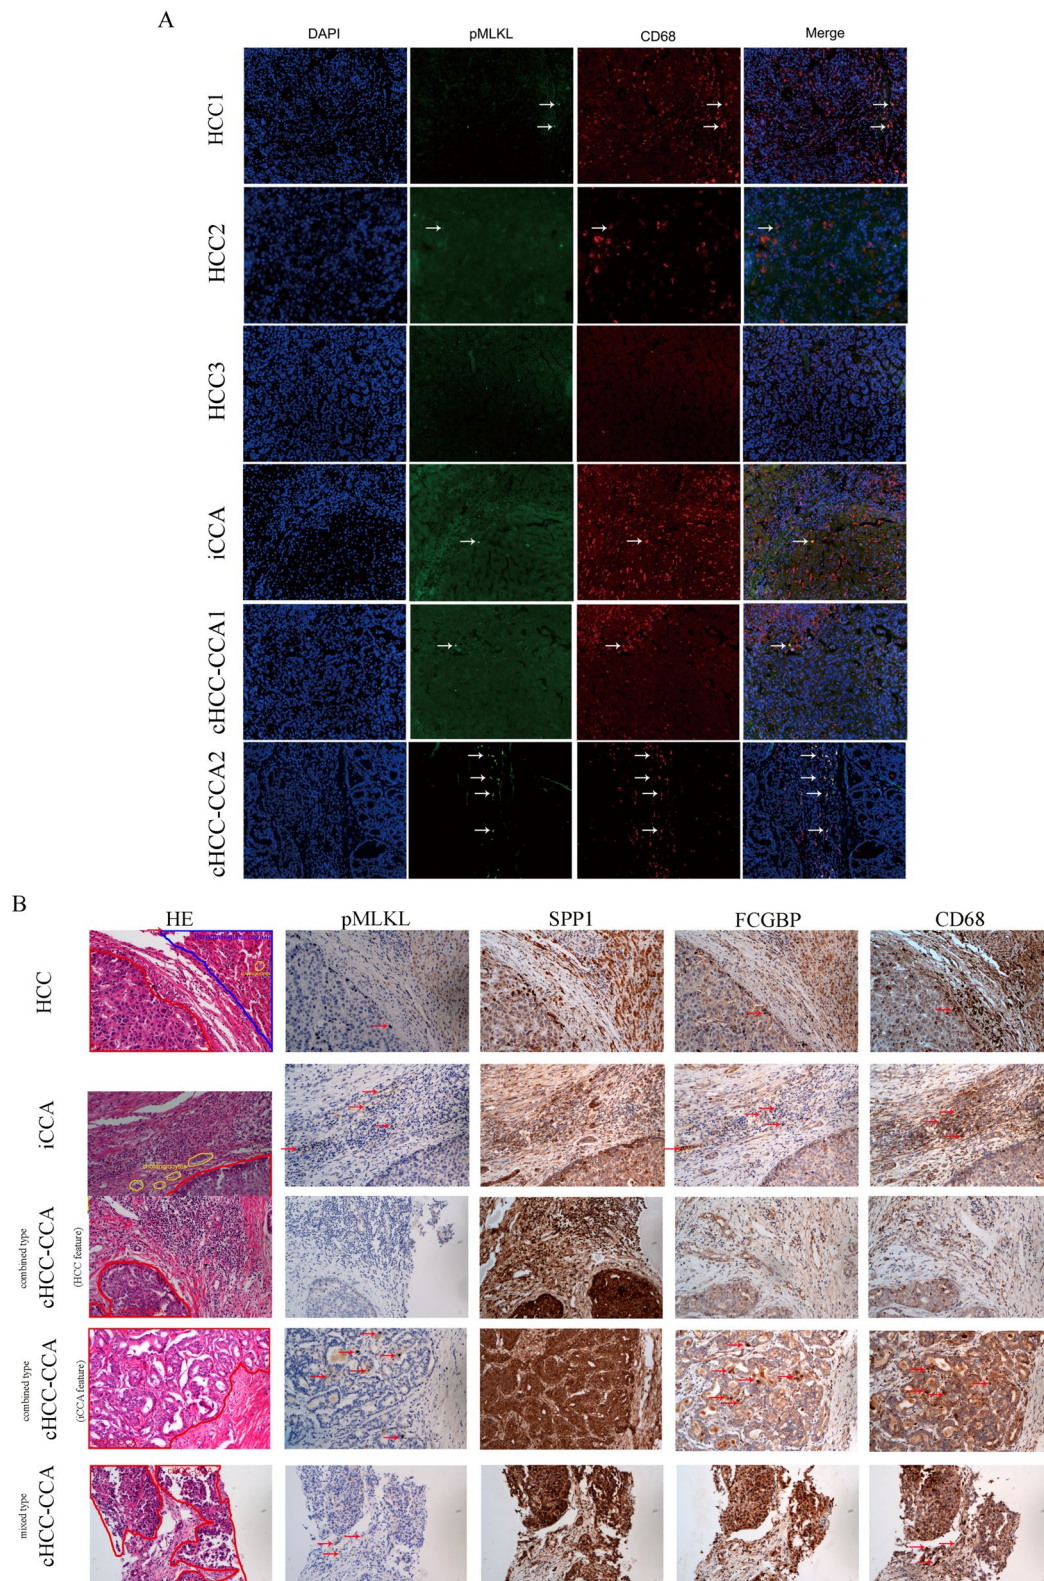 A
DAPI pMLKL CD68 Merge
HCC1
HCC2
HCC3
iCCA
cHCC-CCA1
cHCC-CCA2
B
HE pMLKL SPP1 FCGBP CD68
HCC
iCCA
cholangiocytes
combined type
cHCC-CCA
(HCC feature)
combined type
cHCC-CCA
(iCCA feature)
mixed type
cHCC-CCA